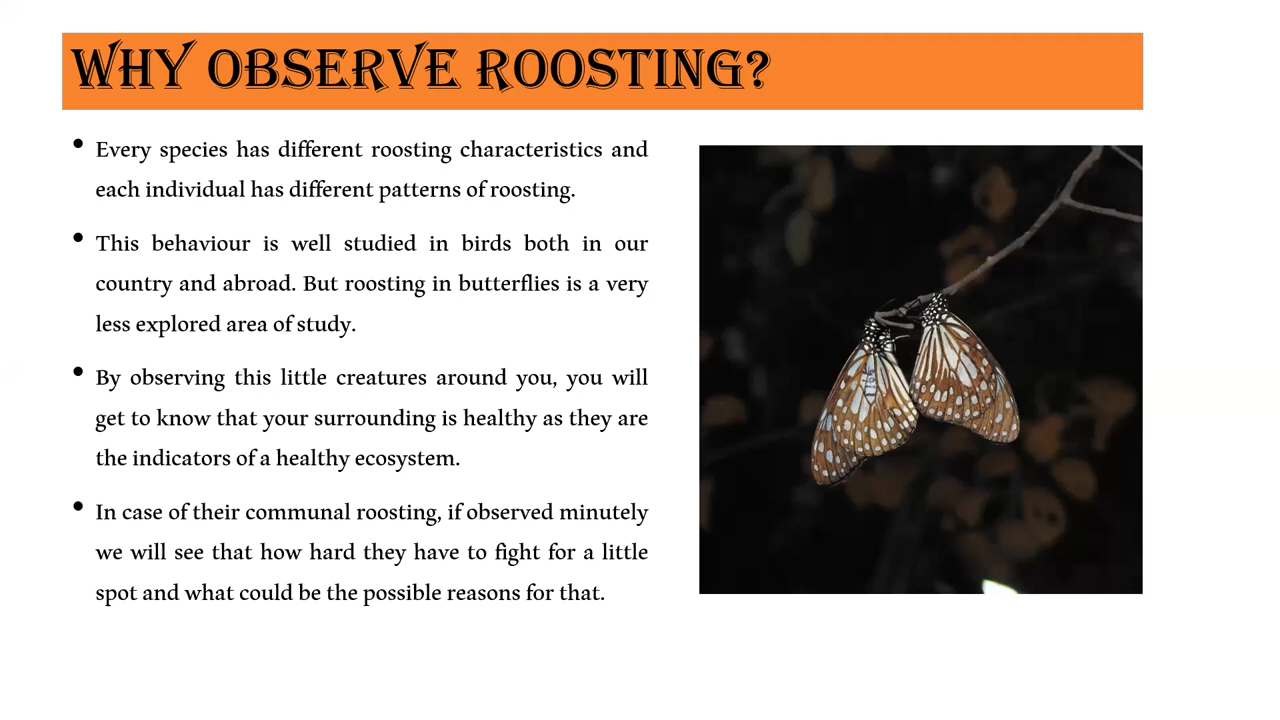 WHY OBSERVE ROOSTING?
• Every species has different roosting characteristics and
each individual has different patterns of roosting.
• This behaviour is well studied in birds both in our
country and abroad. But roosting in butterflies is a very
less explored area of study.
• By observing this little creatures around you, you will
get to know that your surrounding is healthy as they are
the indicators of a healthy ecosystem.
• In case of their communal roosting, if observed minutely
we will see that how hard they have to fight for a little
spot and what could be the possible reasons for that.